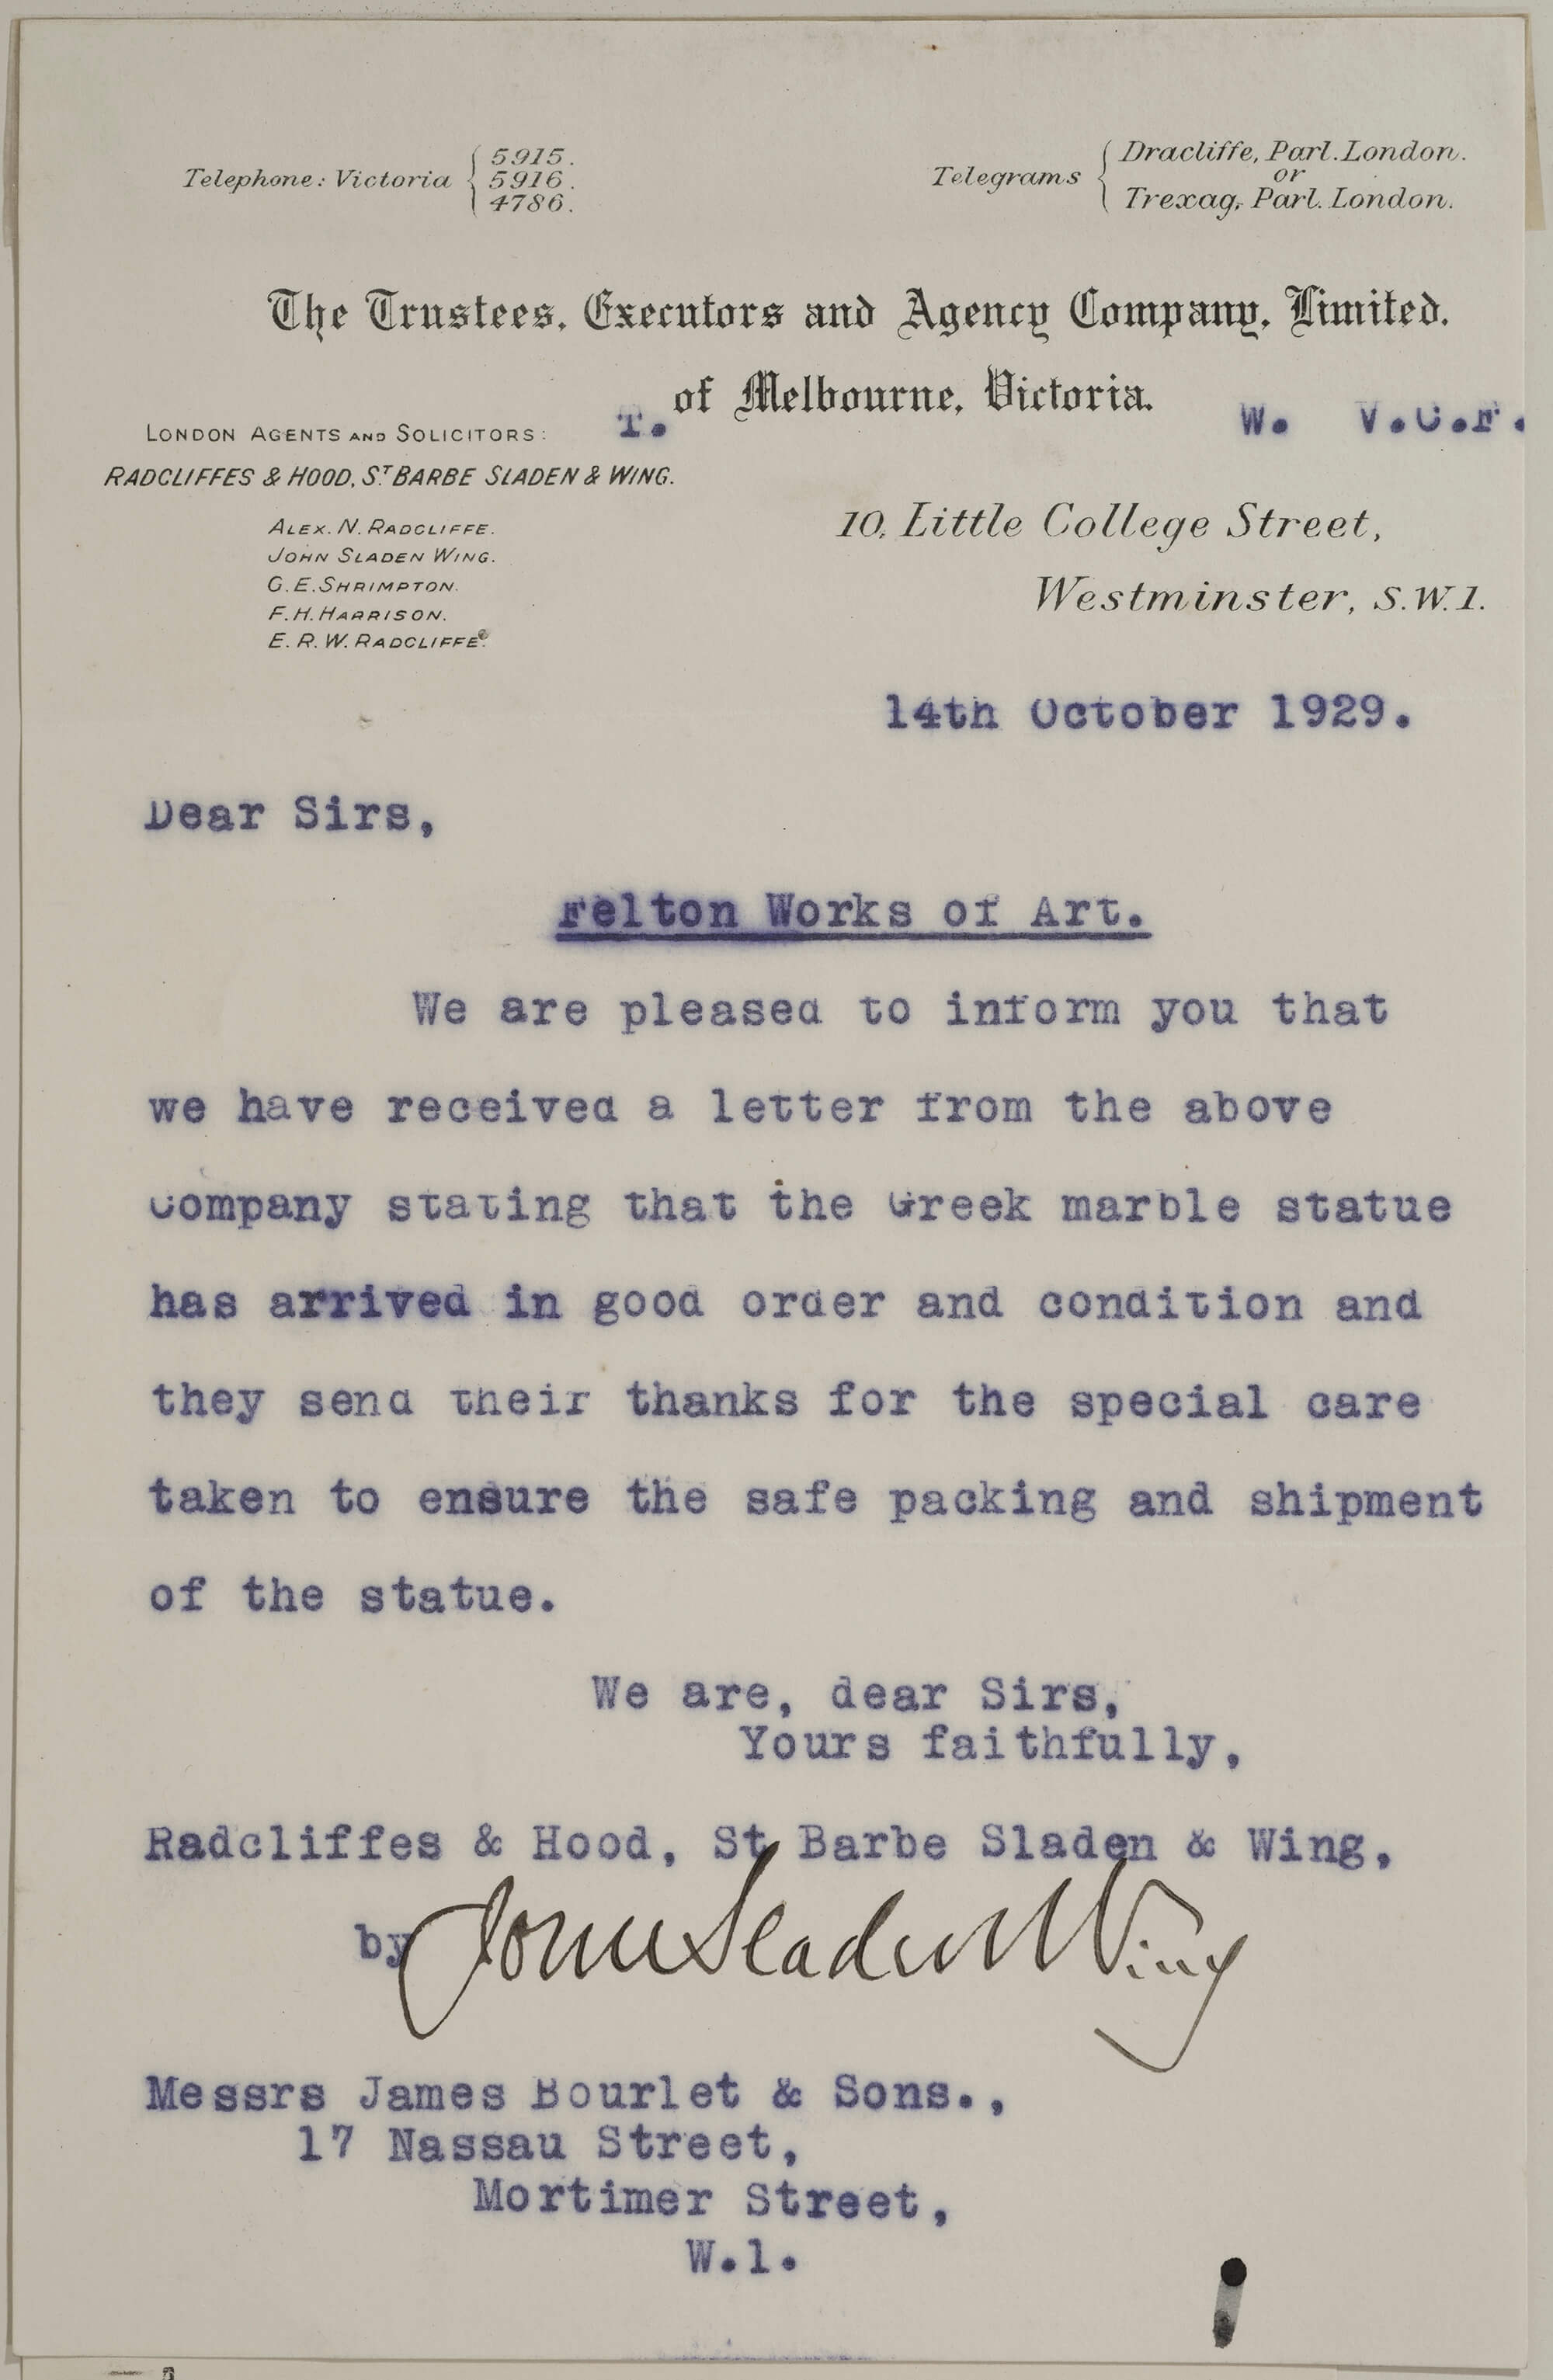 Telephone: Victoria { 5915.
5916.
4786.
Telegrams { Dracliffe, Parl. London.
or
Trexag, Parl. London.
The Trustees, Executors and Agency Company, Limited.
of Melbourne, Victoria.
T. W. V.C.F.
LONDON AGENTS AND SOLICITORS:
RADCLIFFES & HOOD, ST BARBE SLADEN & WING.
ALEX. N. RADCLIFFE.
JOHN SLADEN WING.
G. E. SHRIMPTON.
F. H. HARRISON.
E. R. W. RADCLIFFE.
10, Little College Street,
Westminster, S.W.1.
14th October 1929.
Dear Sirs,
Felton Works of Art.
We are pleased to inform you that
we have received a letter from the above
Company stating that the Greek marble statue
has arrived in good order and condition and
they send their thanks for the special care
taken to ensure the safe packing and shipment
of the statue.
We are, dear Sirs,
Yours faithfully,
Radcliffes & Hood, St Barbe Sladen & Wing,
by John Sladen Wing
Messrs James Bourlet & Sons.,
17 Nassau Street,
Mortimer Street,
W.1.